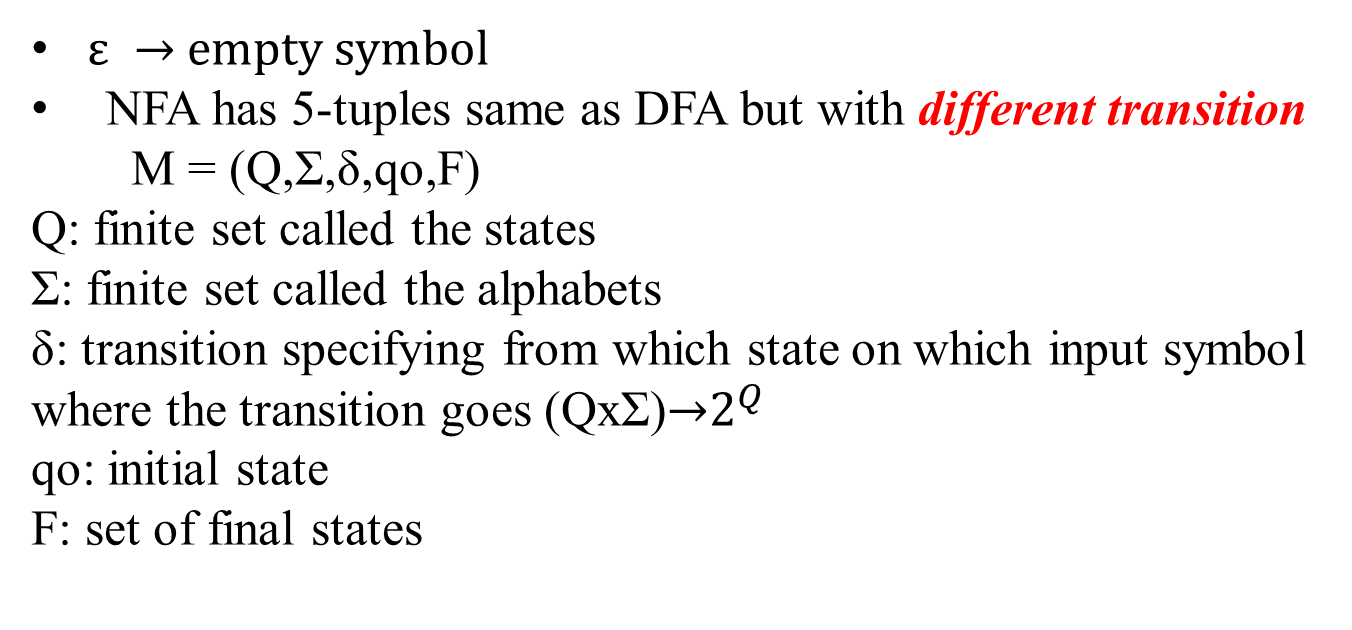 • ε → empty symbol
• NFA has 5-tuples same as DFA but with different transition
M = (Q,Σ,δ,qo,F)
Q: finite set called the states
Σ: finite set called the alphabets
δ: transition specifying from which state on which input symbol
where the transition goes (QxΣ)→2^Q
qo: initial state
F: set of final states